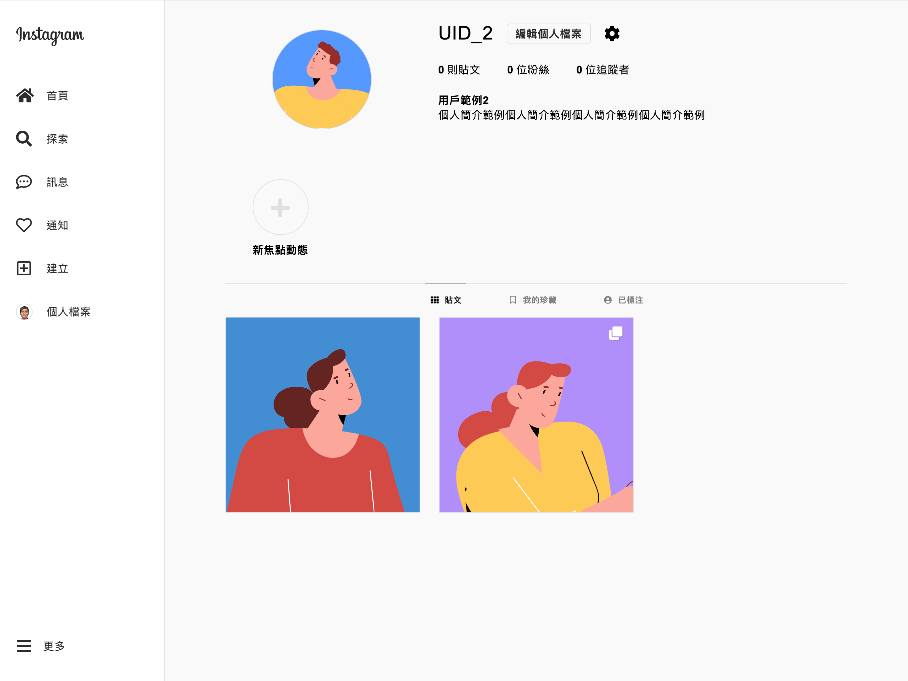 Instagram
首頁
探索
訊息
通知
建立
個人檔案
更多
UID_2 編輯個人檔案
0 則貼文 0 位粉絲 0 位追蹤者
用戶範例2
個人簡介範例個人簡介範例個人簡介範例個人簡介範例
新焦點動態
貼文 我的珍藏 已標注